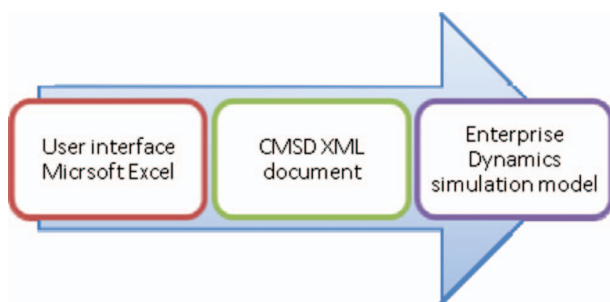 User interface
Micrsoft Excel
CMSD XML
document
Enterprise
Dynamics
simulation model